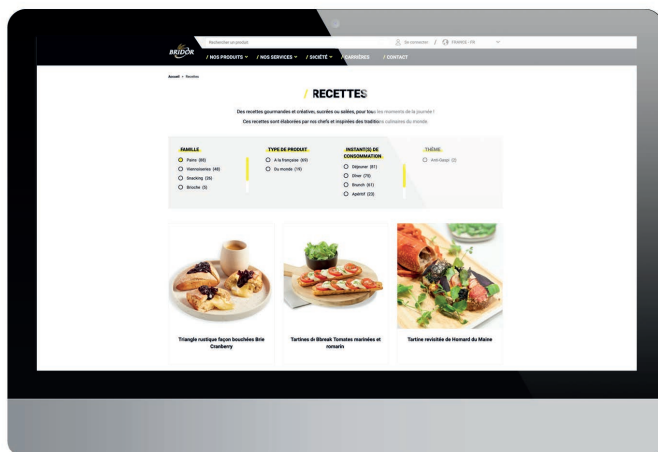 Rechercher un produit
Se connecter / FRANCE - FR
BRIDOR
/ NOS PRODUITS / NOS SERVICES / SOCIÉTÉ / CARRIÈRES / CONTACT
Accueil > Recettes
/ RECETTES
Des recettes gourmandes et créatives, sucrées ou salées, pour tous les moments de la journée !
Ces recettes sont élaborées par nos chefs et inspirées des traditions culinaires du monde.
FAMILLE
Pains (88)
Viennoiseries (48)
Snacking (26)
Brioche (5)
TYPE DE PRODUIT
A la française (69)
Du monde (19)
INSTANT(S) DE
CONSOMMATION
Déjeuner (81)
Dîner (75)
Brunch (61)
Apéritif (23)
THÈME
Anti-Gaspi (2)
Triangle rustique façon bouchées Brie
Cranberry
Tartines de Bbreak Tomates marinées et
romarin
Tartine revisitée de Homard du Maine